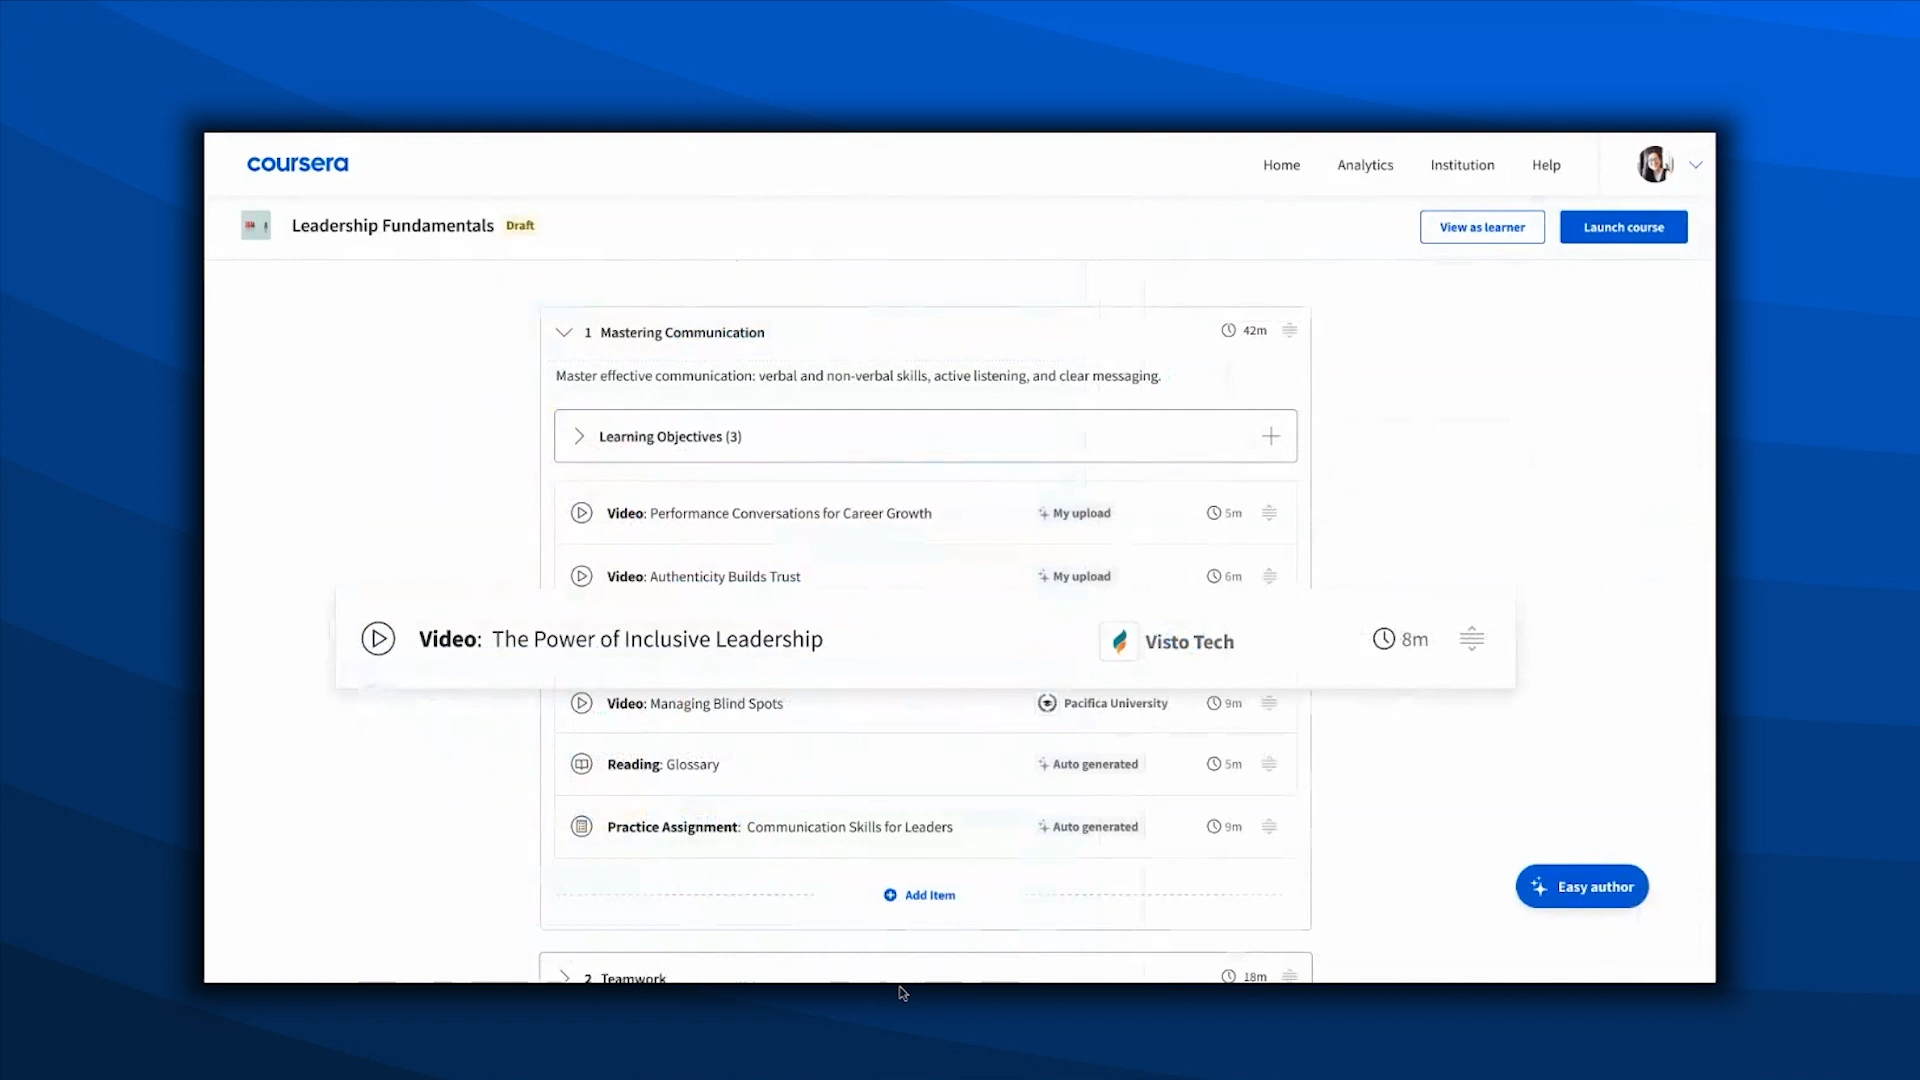 coursera
Home Analytics Institution Help
Leadership Fundamentals Draft View as learner Launch course
1 Mastering Communication 42m
Master effective communication: verbal and non-verbal skills, active listening, and clear messaging.
Learning Objectives (3)
Video: Performance Conversations for Career Growth My upload 5m
Video: Authenticity Builds Trust My upload 6m
Video: The Power of Inclusive Leadership Visto Tech 8m
Video: Managing Blind Spots Pacifica University 9m
Reading: Glossary Auto generated 5m
Practice Assignment: Communication Skills for Leaders Auto generated 9m
Easy author
Add Item
2 Teamwork 18m